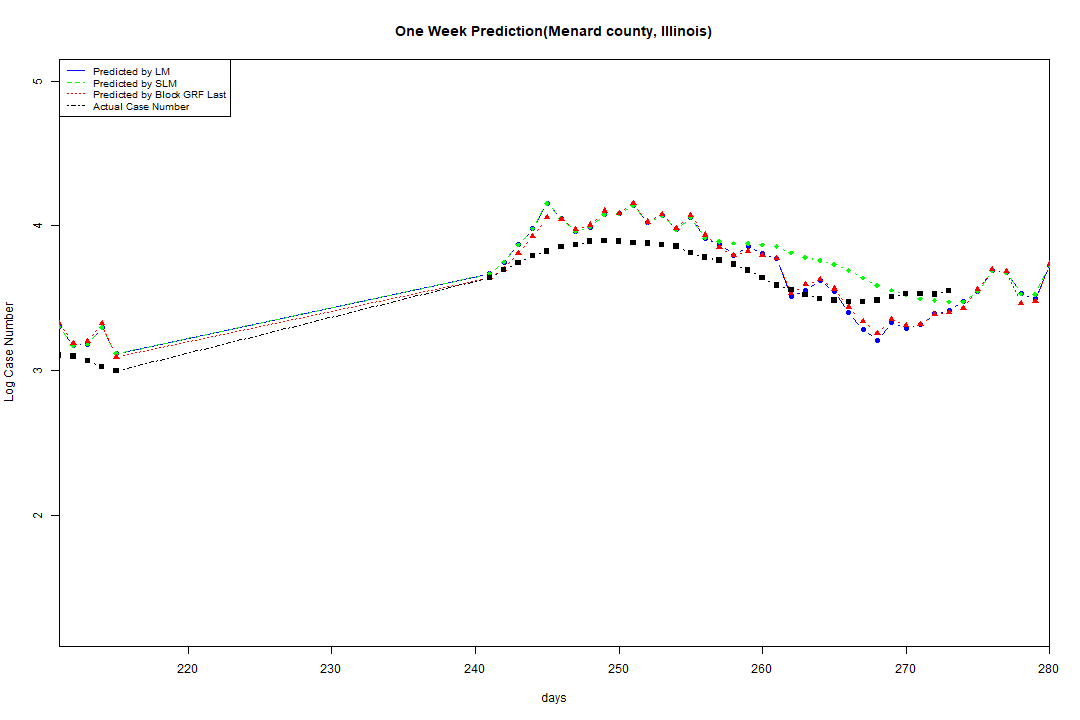 One Week Prediction(Menard county, Illinois)
Predicted by LM
Predicted by SLM
Predicted by Block GRF Last
Actual Case Number
5
4
3
2
Log Case Number
220 230 240 250 260 270 280
days